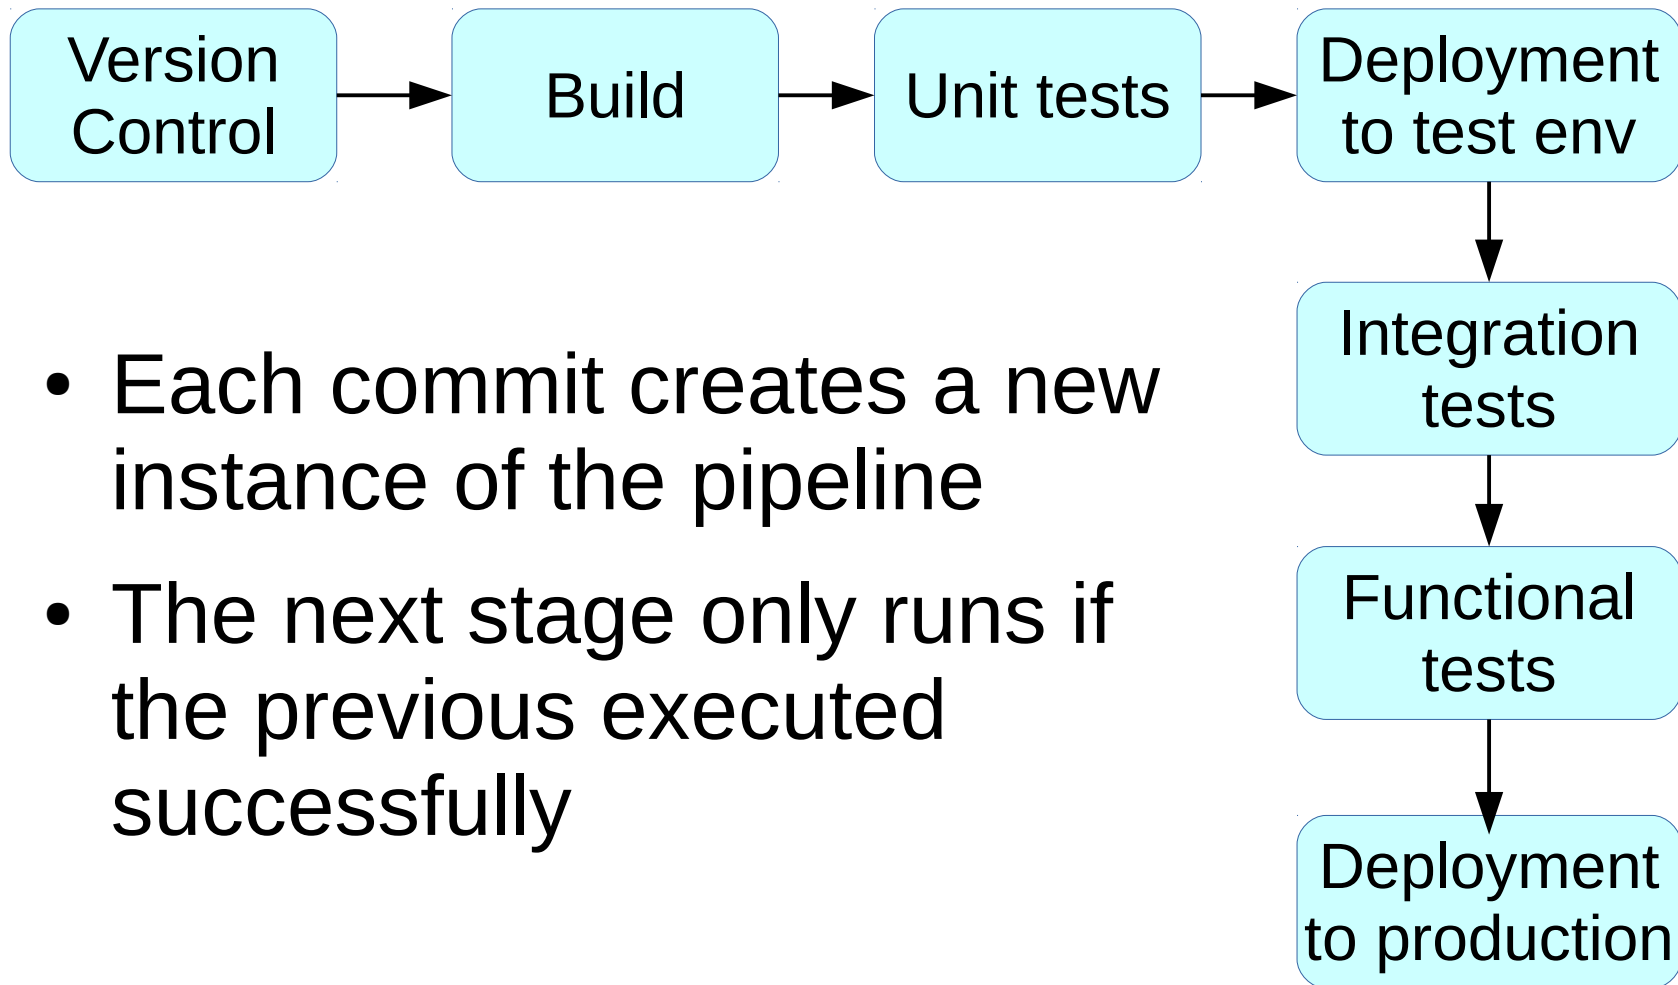 Version
Control
Build
Unit tests
Deployment
to test env
Integration
tests
• Each commit creates a new
instance of the pipeline
• The next stage only runs if
the previous executed
successfully
Functional
tests
Deployment
to production